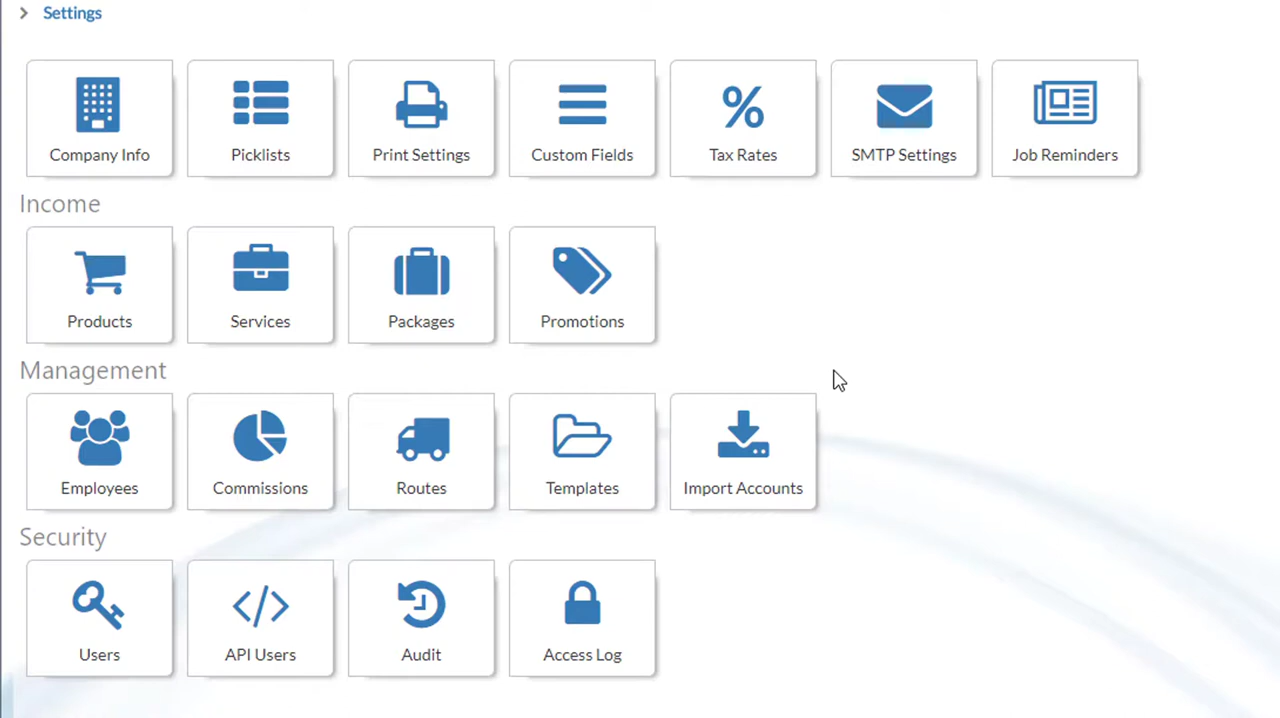 Settings
Company Info Picklists Print Settings Custom Fields Tax Rates SMTP Settings Job Reminders
Income
Products Services Packages Promotions
Management
Employees Commissions Routes Templates Import Accounts
Security
Users API Users Audit Access Log